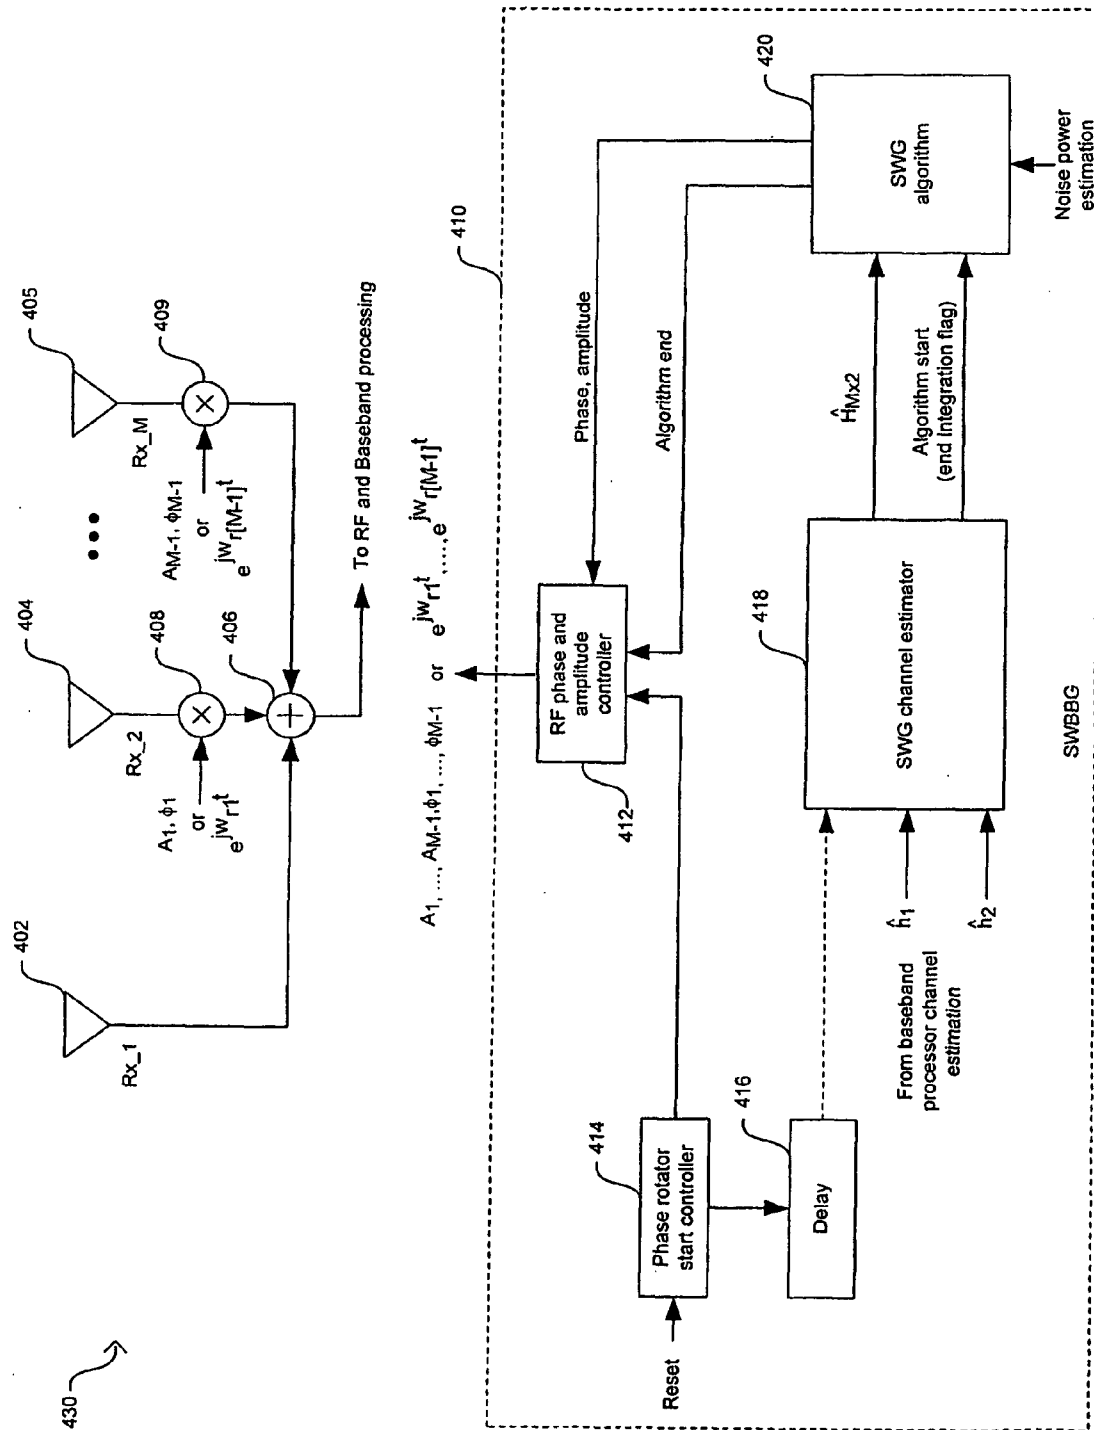 430
402
Rx_1
404
Rx_2
408
406
A1, ϕ1
or
e^jwr1t
405
Rx_M
409
AM-1, ϕM-1
or
e^jwr[M-1]t
To RF and Baseband processing
A1, ..., AM-1, ϕ1, ..., ϕM-1 or e^jwr1t, ...., e^jwr[M-1]t
410
Reset
414
Phase rotator
start controller
416
Delay
412
RF phase and
amplitude
controller
Phase, amplitude
Algorithm end
From baseband
processor channel
estimation
ĥ1
ĥ2
418
SWG channel estimator
ĤMx2
Algorithm start
(end Integration flag)
420
SWG
algorithm
Noise power
estimation
SWBBG